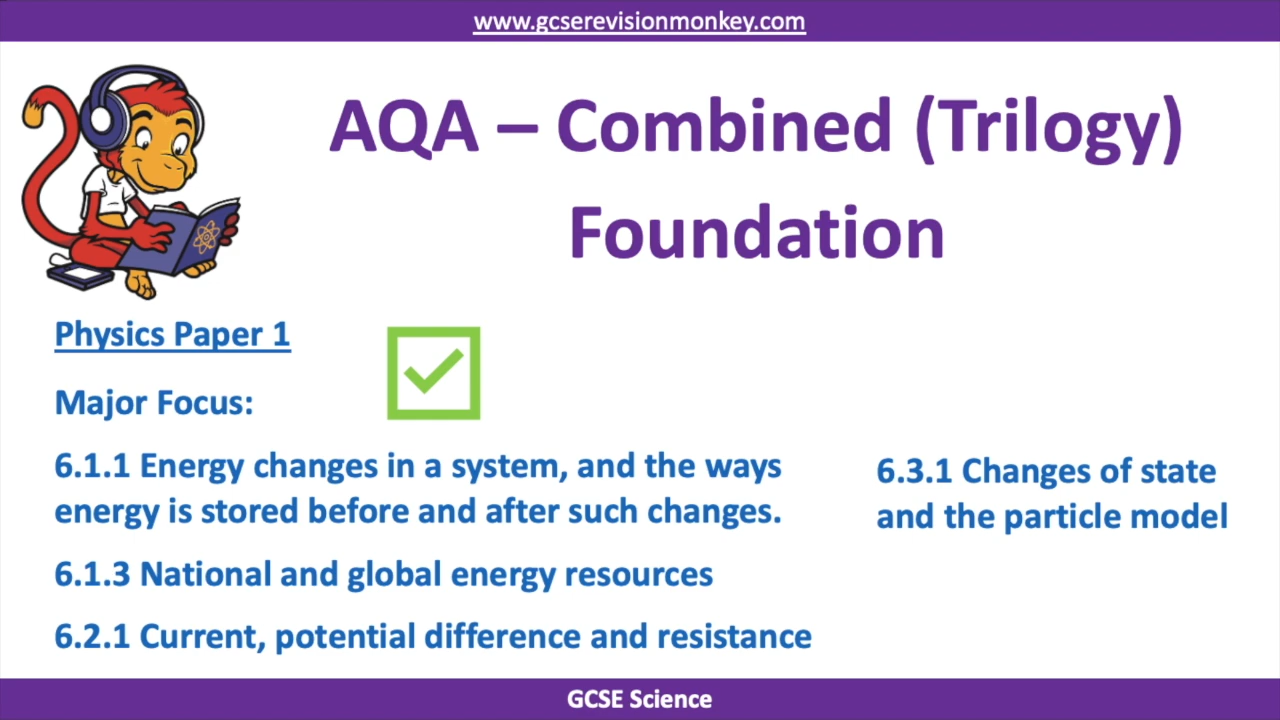 www.gcserevisionmonkey.com
AQA – Combined (Trilogy)
Foundation
Physics Paper 1
Major Focus:
6.1.1 Energy changes in a system, and the ways
energy is stored before and after such changes.
6.1.3 National and global energy resources
6.2.1 Current, potential difference and resistance
6.3.1 Changes of state
and the particle model
GCSE Science